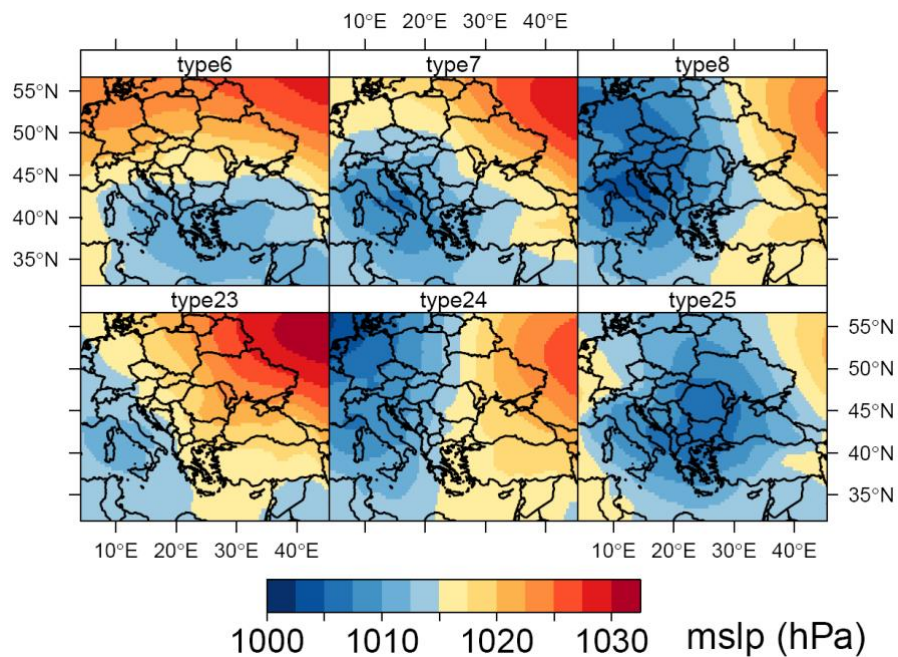 10°E 20°E 30°E 40°E
type6 type7 type8
55°N
50°N
45°N
40°N
35°N
type23 type24 type25
55°N
50°N
45°N
40°N
35°N
10°E 20°E 30°E 40°E 10°E 20°E 30°E 40°E
1000 1010 1020 1030 mslp (hPa)